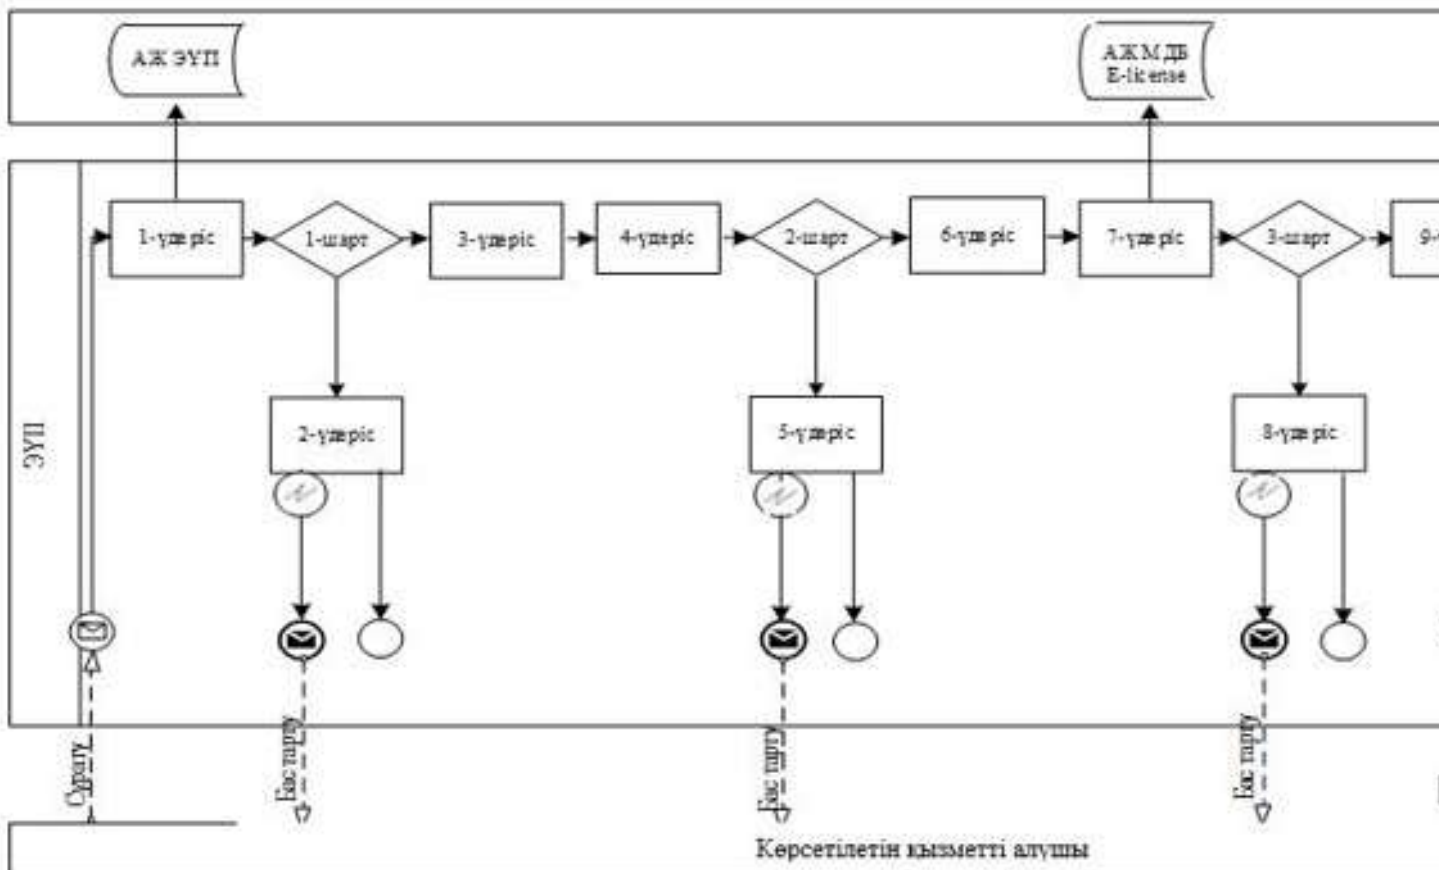 АЖ ЭҮП
АЖ МДБ
E-license
1-үдеріс
1-шарт
3-үдеріс
4-үдеріс
2-шарт
6-үдеріс
7-үдеріс
3-шарт
2-үдеріс
5-үдеріс
8-үдеріс
ЭҮП
Сұрату
Бас тарту
Бас тарту
Бас тарту
Көрсетілетін қызметті алушы